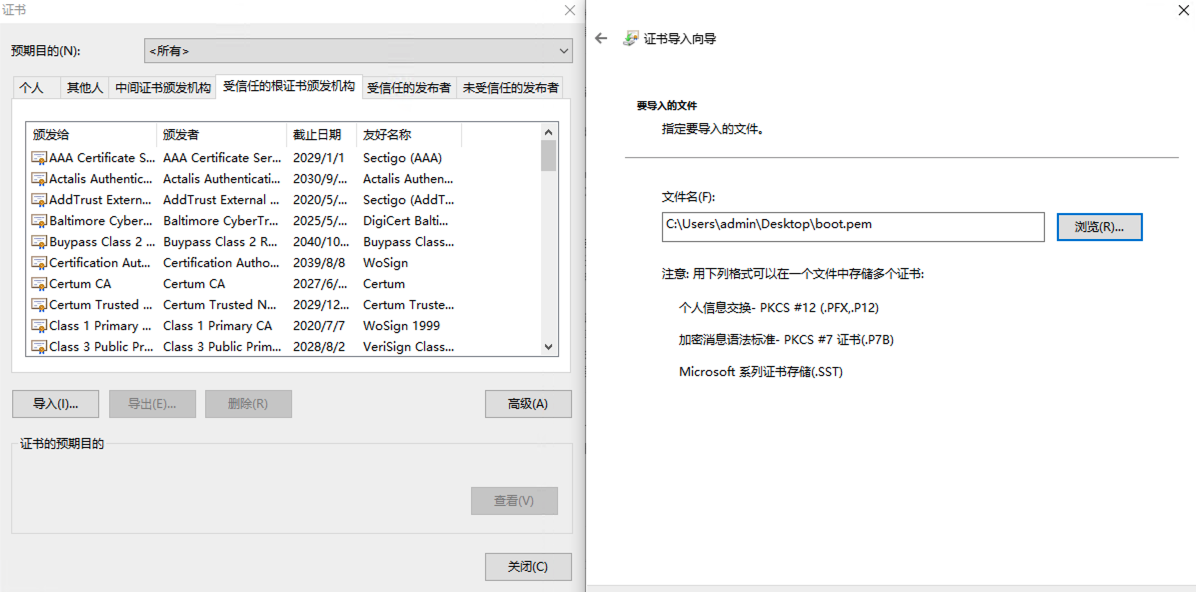 证书
预期目的(N):
<所有>
个人 其他人 中间证书颁发机构 受信任的根证书颁发机构 受信任的发布者 未受信任的发布者
颁发给 颁发者 截止日期 友好名称
AAA Certificate S... AAA Certificate Ser... 2029/1/1 Sectigo (AAA)
Actalis Authentic... Actalis Authenticati... 2030/9/... Actalis Authen...
AddTrust Extern... AddTrust External ... 2020/5/... Sectigo (AddT...
Baltimore Cyber... Baltimore CyberTr... 2025/5/... DigiCert Balti...
Buypass Class 2 ... Buypass Class 2 R... 2040/10... Buypass Class...
Certification Aut... Certification Autho... 2039/8/8 WoSign
Certum CA Certum CA 2027/6/... Certum
Certum Trusted ... Certum Trusted N... 2029/12... Certum Truste...
Class 1 Primary ... Class 1 Primary CA 2020/7/7 WoSign 1999
Class 3 Public Pr... Class 3 Public Prim... 2028/8/2 VeriSign Class...
导入(I)... 导出(E)... 删除(R) 高级(A)
证书的预期目的
查看(V)
关闭(C)
证书导入向导
要导入的文件
指定要导入的文件。
文件名(F):
C:\Users\admin\Desktop\boot.pem 浏览(R)...
注意: 用下列格式可以在一个文件中存储多个证书:
个人信息交换- PKCS #12 (.PFX,.P12)
加密消息语法标准- PKCS #7 证书(.P7B)
Microsoft 系列证书存储(.SST)